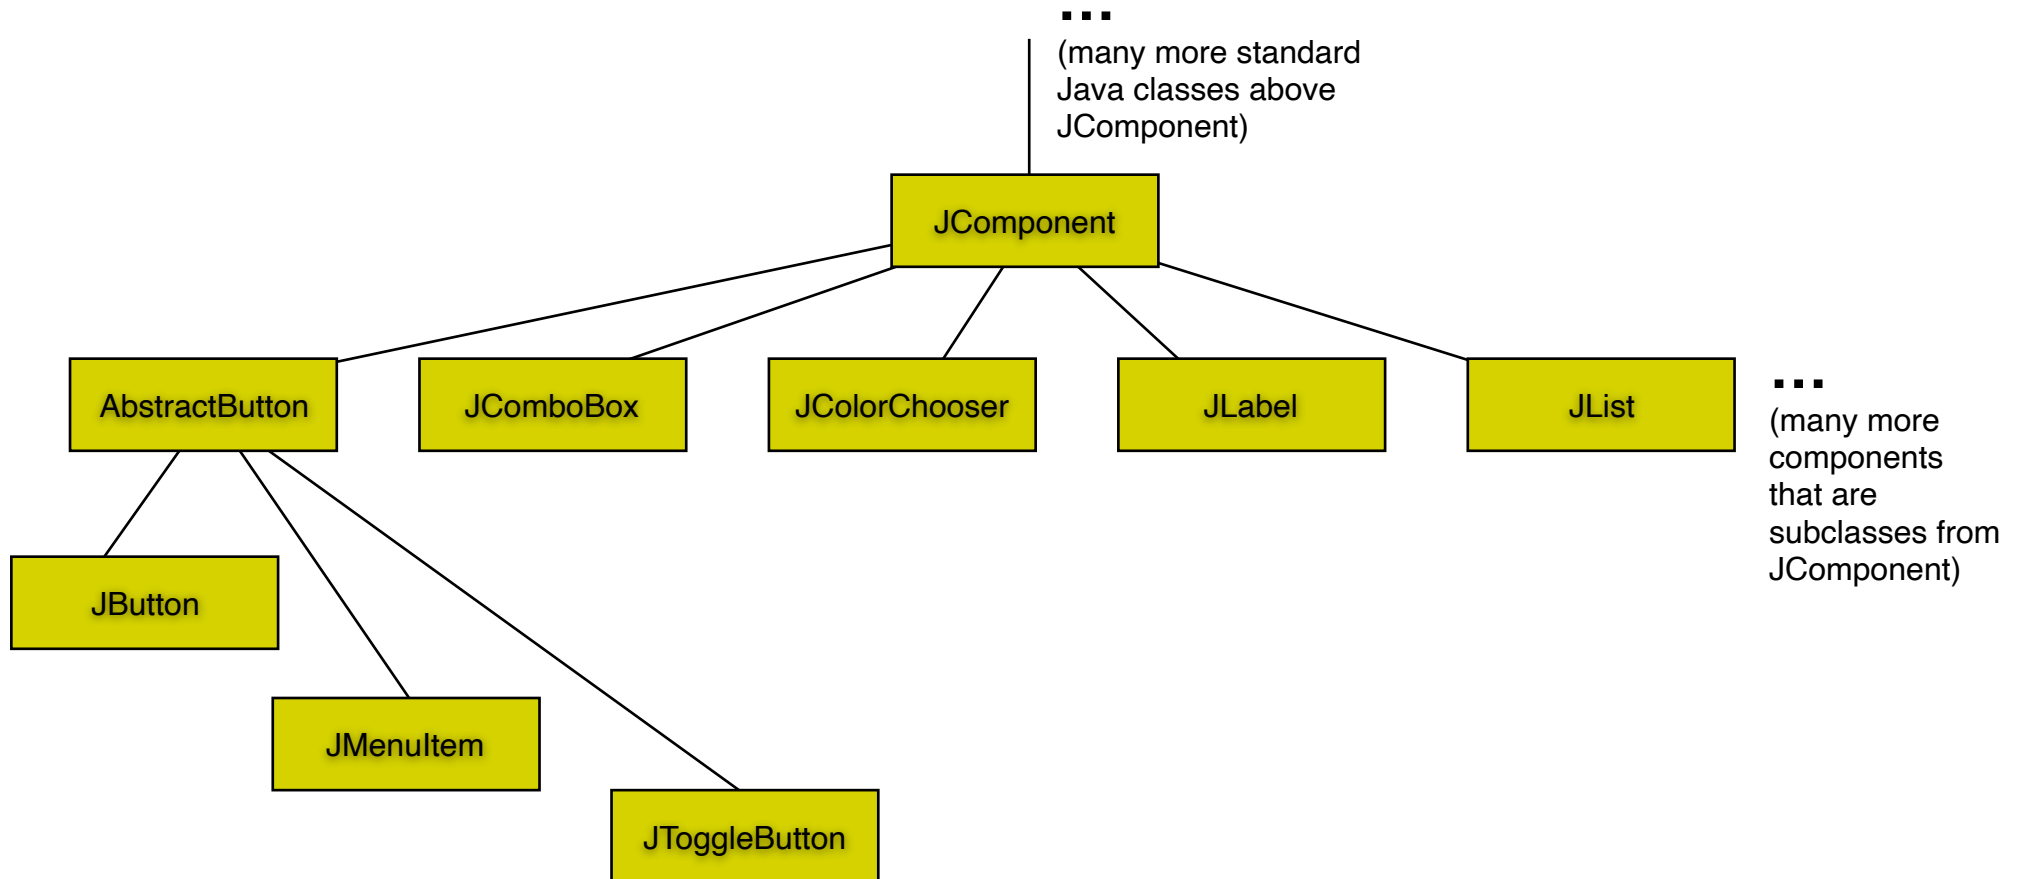 ...
(many more standard
Java classes above
JComponent)
JComponent
AbstractButton
JComboBox
JColorChooser
JLabel
JList
...
(many more
components
that are
subclasses from
JComponent)
JButton
JMenuItem
JToggleButton